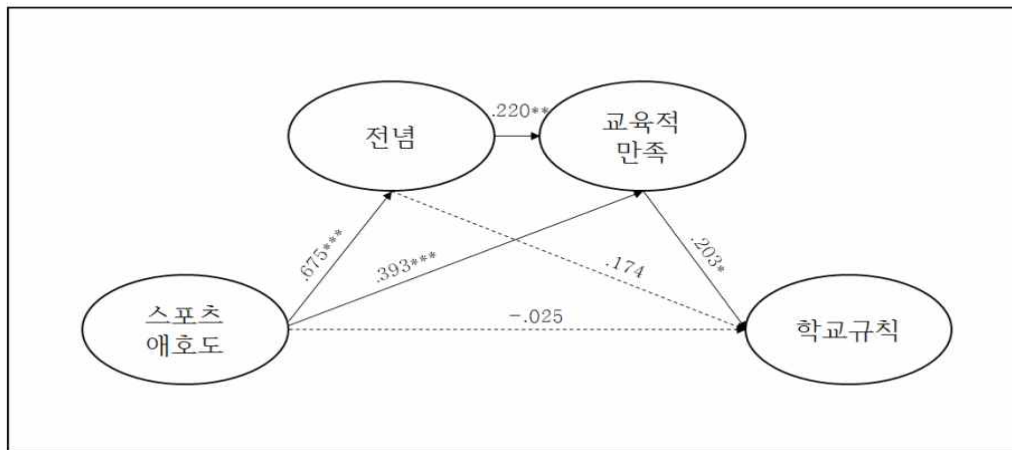 전념
.220**
교육적
만족
.675***
.393***
.174
.203*
-.025
스포츠
애호도
학교규칙